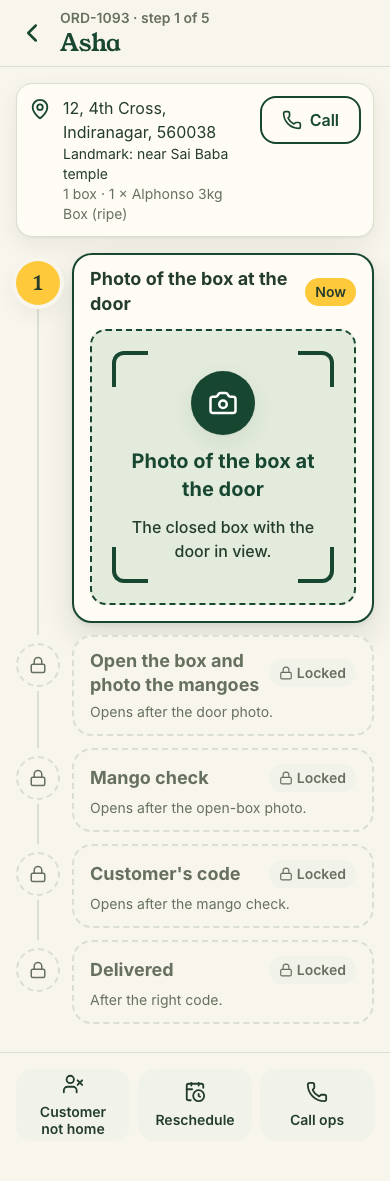 ORD-1093 · step 1 of 5
Asha
12, 4th Cross,
Indiranagar, 560038
Landmark: near Sai Baba
temple
1 box · 1 × Alphonso 3kg
Box (ripe)
Call
1
Photo of the box at the
door
Now
Photo of the box at
the door
The closed box with the
door in view.
Open the box and
photo the mangoes
Locked
Opens after the door photo.
Mango check
Locked
Opens after the open-box photo.
Customer's code
Locked
Opens after the mango check.
Delivered
Locked
After the right code.
Customer
not home
Reschedule
Call ops